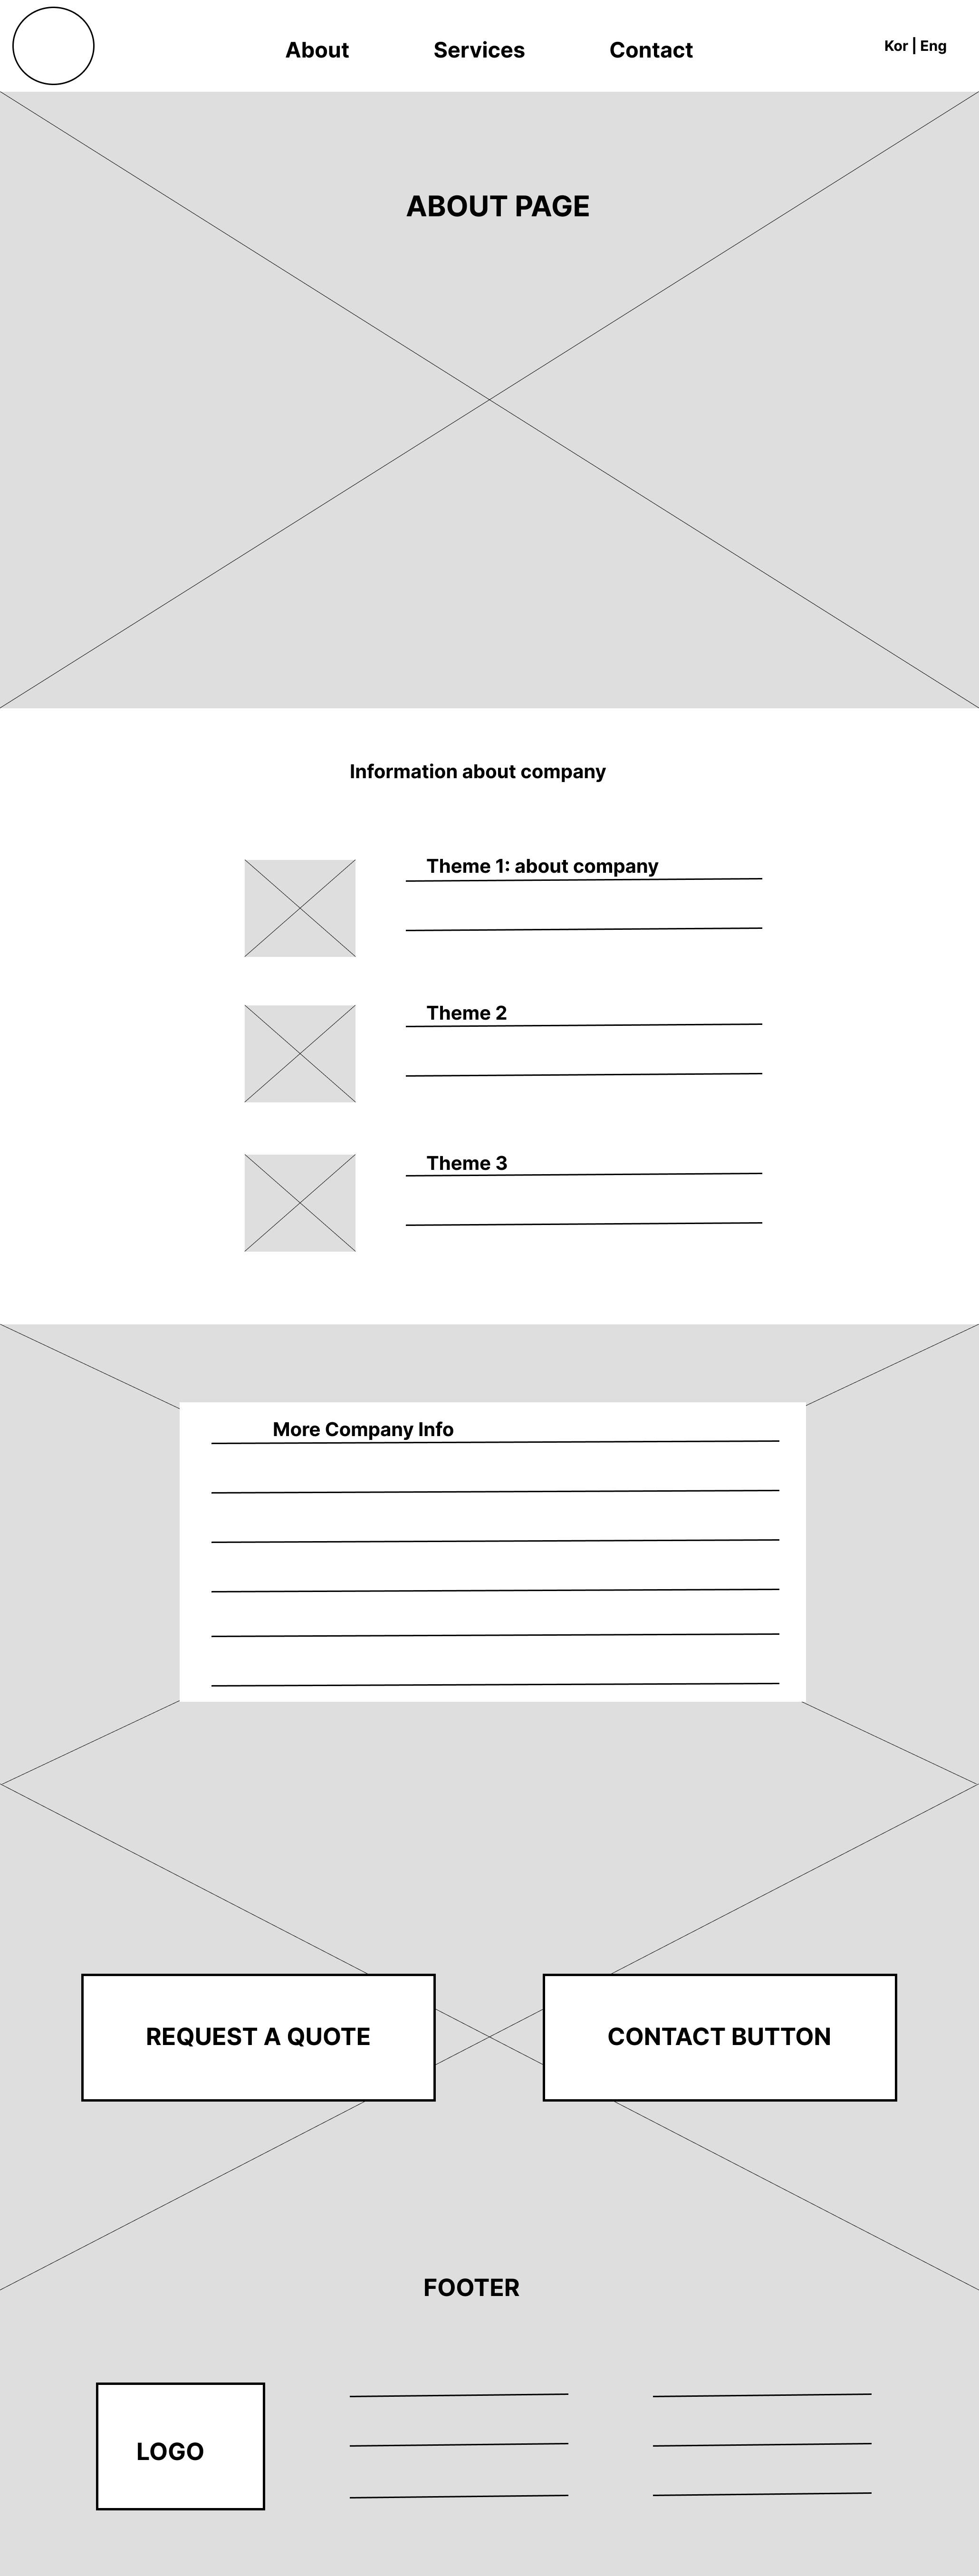 About Services Contact Kor | Eng
ABOUT PAGE
Information about company
Theme 1: about company
Theme 2
Theme 3
More Company Info
REQUEST A QUOTE CONTACT BUTTON
FOOTER
LOGO